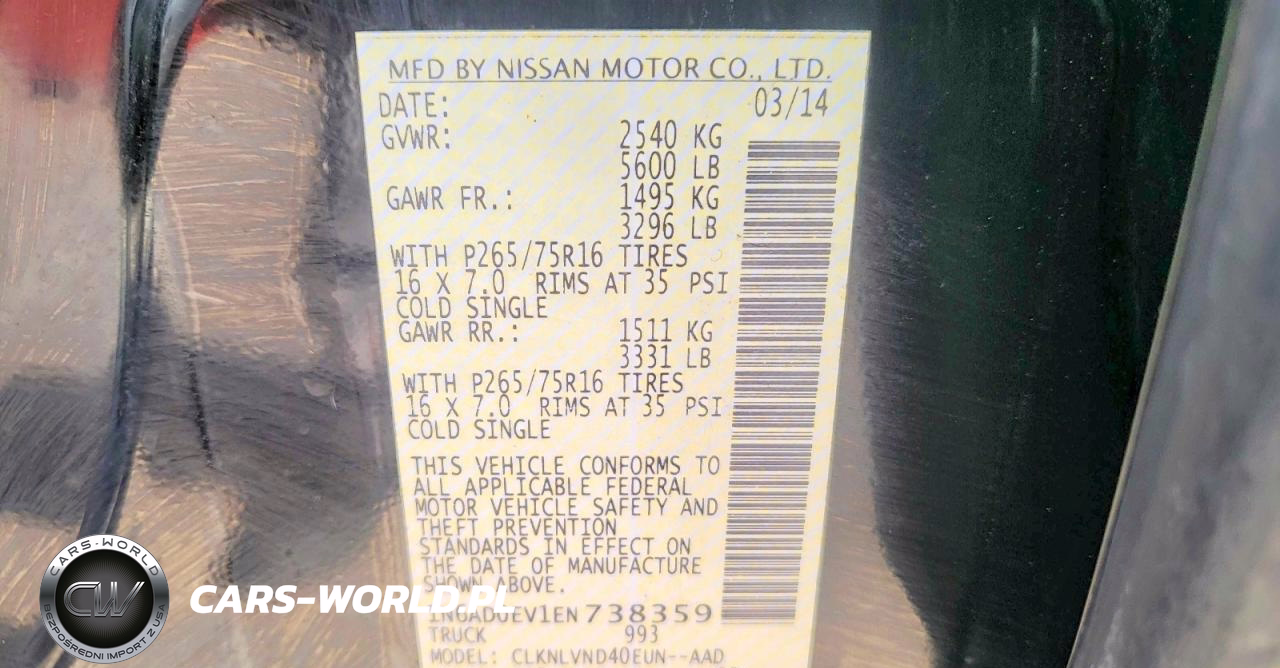 MFD BY NISSAN MOTOR CO., LTD.
DATE: 03/14
GVWR: 2540 KG
5600 LB
GAWR FR.: 1495 KG
3296 LB
WITH P265/75R16 TIRES
16 X 7.0 RIMS AT 35 PSI
COLD SINGLE
GAWR RR.: 1511 KG
3331 LB
WITH P265/75R16 TIRES
16 X 7.0 RIMS AT 35 PSI
COLD SINGLE
THIS VEHICLE CONFORMS TO
ALL APPLICABLE FEDERAL
MOTOR VEHICLE SAFETY AND
THEFT PREVENTION
STANDARDS IN EFFECT ON
THE DATE OF MANUFACTURE
SHOWN ABOVE.
1N6AD0EV1EN738359
TRUCK 993
MODEL: CLKNLVND40EUN--AAD
CARS-WORLD
CW
BEZPOŚREDNI IMPORT Z USA
CARS-WORLD.PL